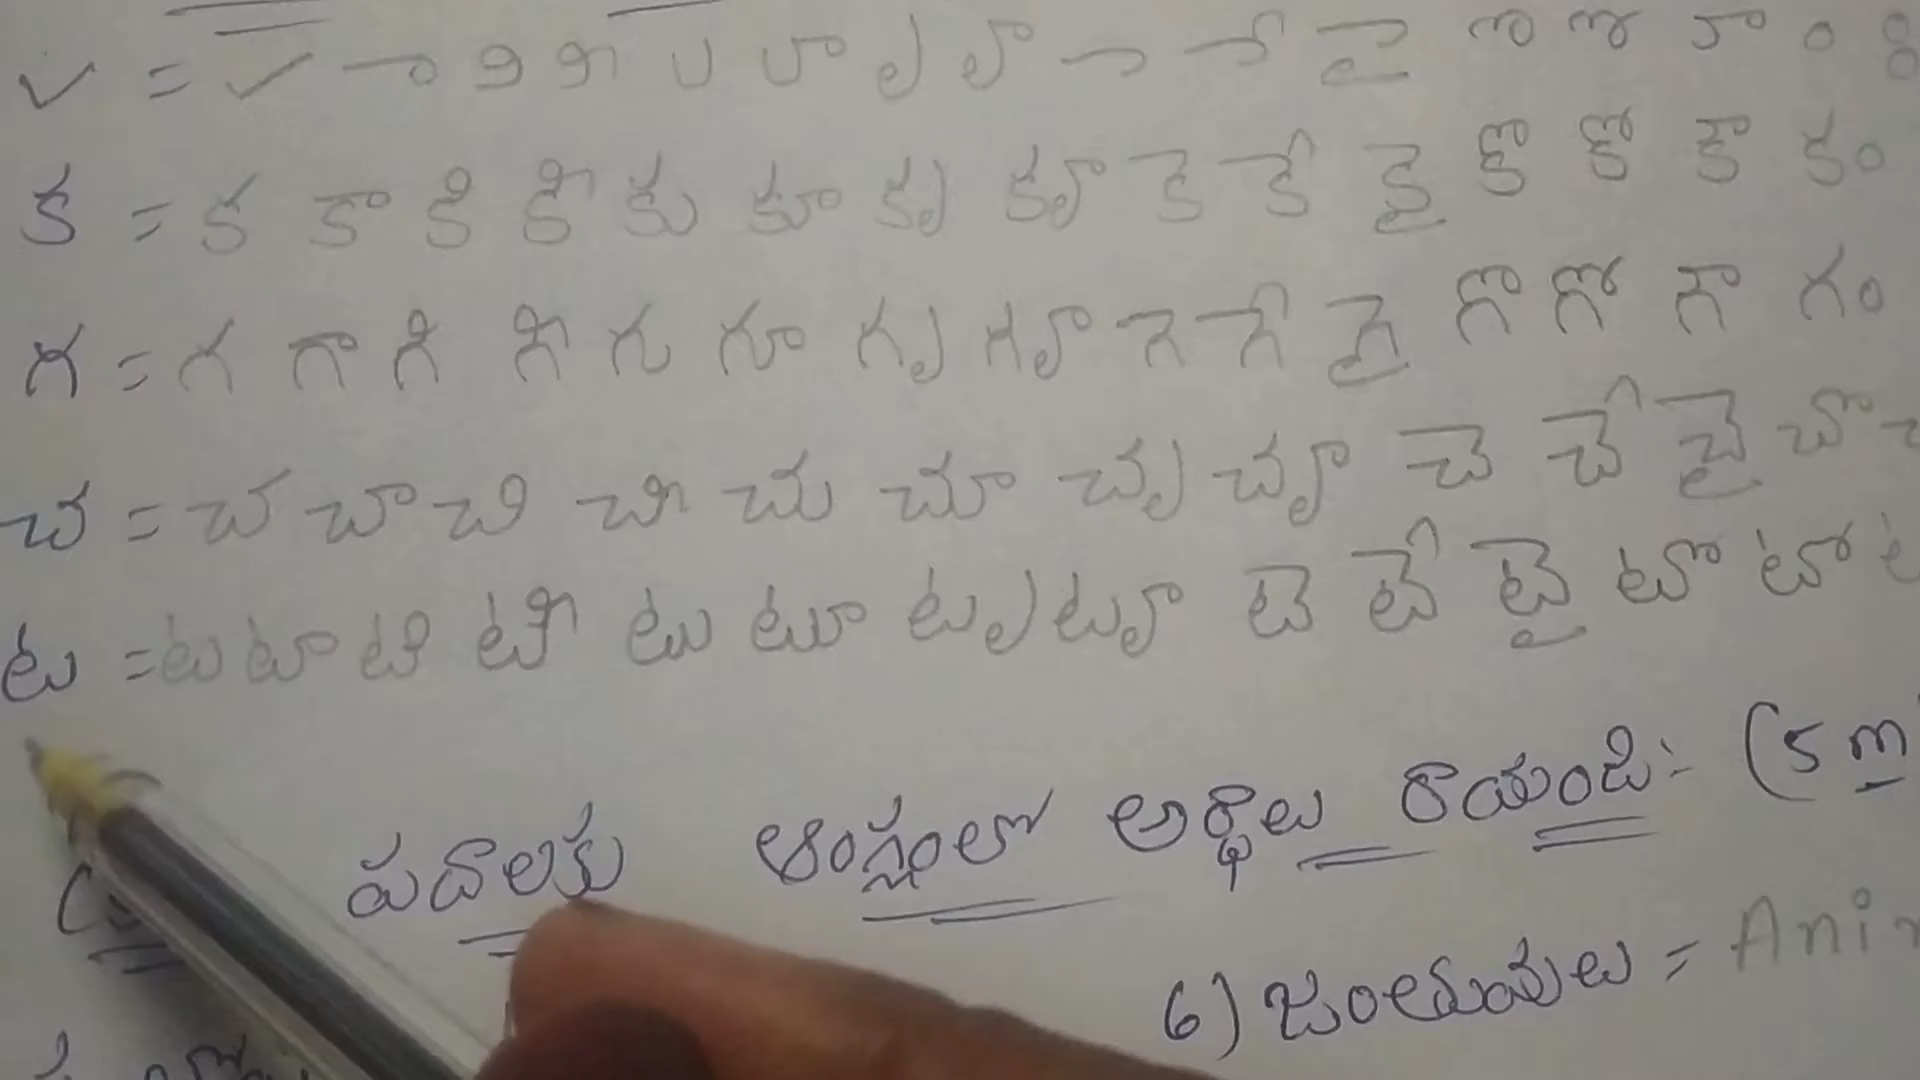 క = క కా కి కీ కు కూ కృ కౄ కె కే కై కొ కో కౌ కం
గ = గ గా గి గీ గు గూ గృ గౄ గె గే గై గొ గో గౌ గం
చ = చ చా చి చీ చు చూ చృ చౄ చె చే చై చొ
ట = ట టా టి టీ టు టూ టృ టౄ టె టే టై టొ టో
పదాలకు ఆంగ్లంలో అర్థాలు రాయండి:- (5 m
6) జంతువులు = Ani